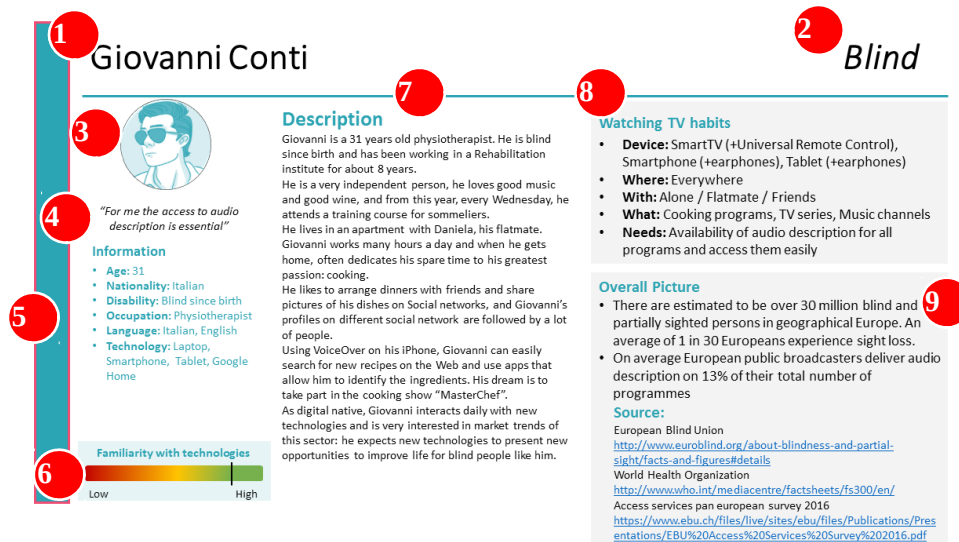 1
2
Giovanni Conti
Blind
7
8
3
Description
Giovanni is a 31 years old physiotherapist. He is blind
since birth and has been working in a Rehabilitation
institute for about 8 years.
He is a very independent person, he loves good music
and good wine, and from this year, every Wednesday, he
attends a training course for sommeliers.
He lives in an apartment with Daniela, his flatmate.
Giovanni works many hours a day and when he gets
home, often dedicates his spare time to his greatest
passion: cooking.
He likes to arrange dinners with friends and share
pictures of his dishes on Social networks, and Giovanni's
profiles on different social network are followed by a lot
of people.
Using VoiceOver on his iPhone, Giovanni can easily
search for new recipes on the Web and use apps that
allow him to identify the ingredients. His dream is to
take part in the cooking show “MasterChef”.
As digital native, Giovanni interacts daily with new
technologies and is very interested in market trends of
this sector: he expects new technologies to present new
opportunities to improve life for blind people like him.
4
“For me the access to audio
description is essential”
Information
• Age: 31
• Nationality: Italian
• Disability: Blind since birth
• Occupation: Physiotherapist
• Language: Italian, English
• Technology: Laptop,
Smartphone, Tablet, Google
Home
5
6
Familiarity with technologies
Low
High
Watching TV habits
• Device: SmartTV (+Universal Remote Control),
Smartphone (+earphones), Tablet (+earphones)
• Where: Everywhere
• With: Alone / Flatmate / Friends
• What: Cooking programs, TV series, Music channels
• Needs: Availability of audio description for all
programs and access them easily
9
Overall Picture
• There are estimated to be over 30 million blind and
partially sighted persons in geographical Europe. An
average of 1 in 30 Europeans experience sight loss.
• On average European public broadcasters deliver audio
description on 13% of their total number of
programmes
Source:
European Blind Union
http://www.euroblind.org/about-blindness-and-partial-
sight/facts-and-figures#details
World Health Organization
http://www.who.int/mediacentre/factsheets/fs300/en/
Access services pan european survey 2016
https://www.ebu.ch/files/live/sites/ebu/files/Publications/Pres
entations/EBU%20Access%20Services%20Survey%202016.pdf